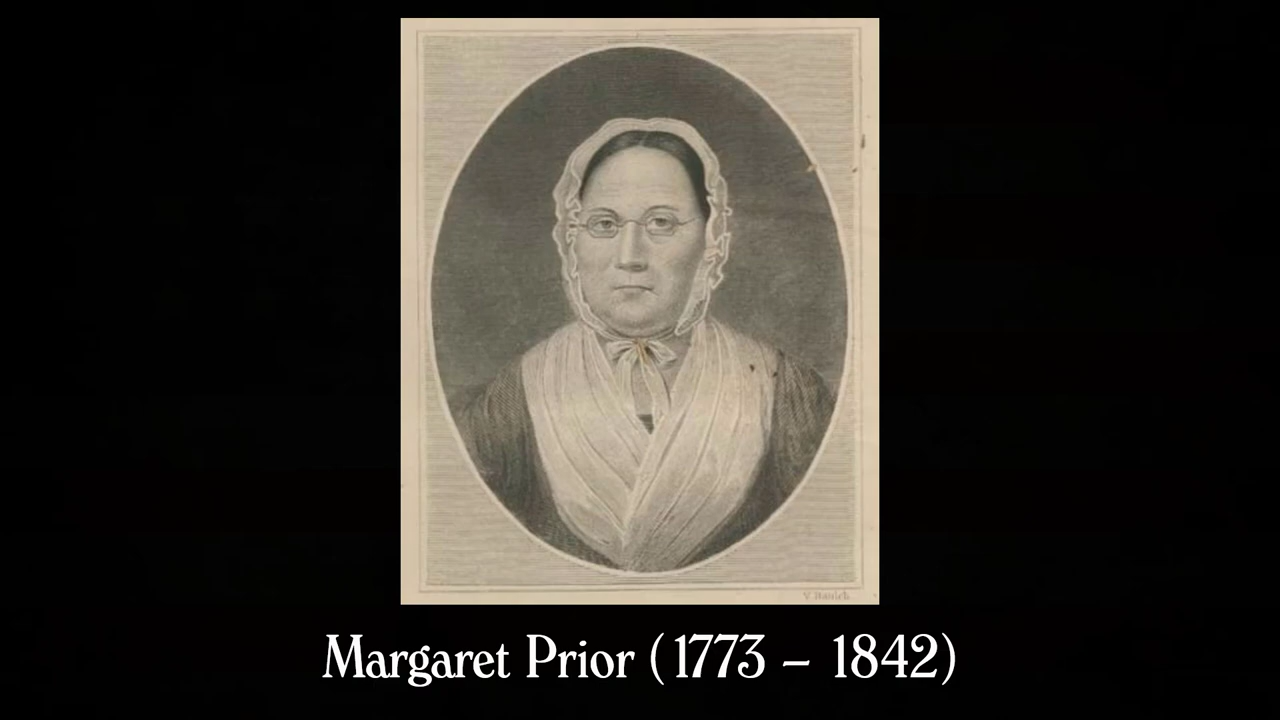 Margaret Prior (1773 – 1842)